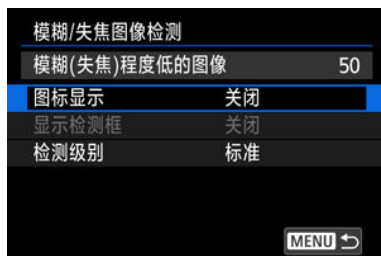 模糊/失焦图像检测
模糊(失焦)程度低的图像 50
图标显示 关闭
显示检测框 关闭
检测级别 标准
MENU